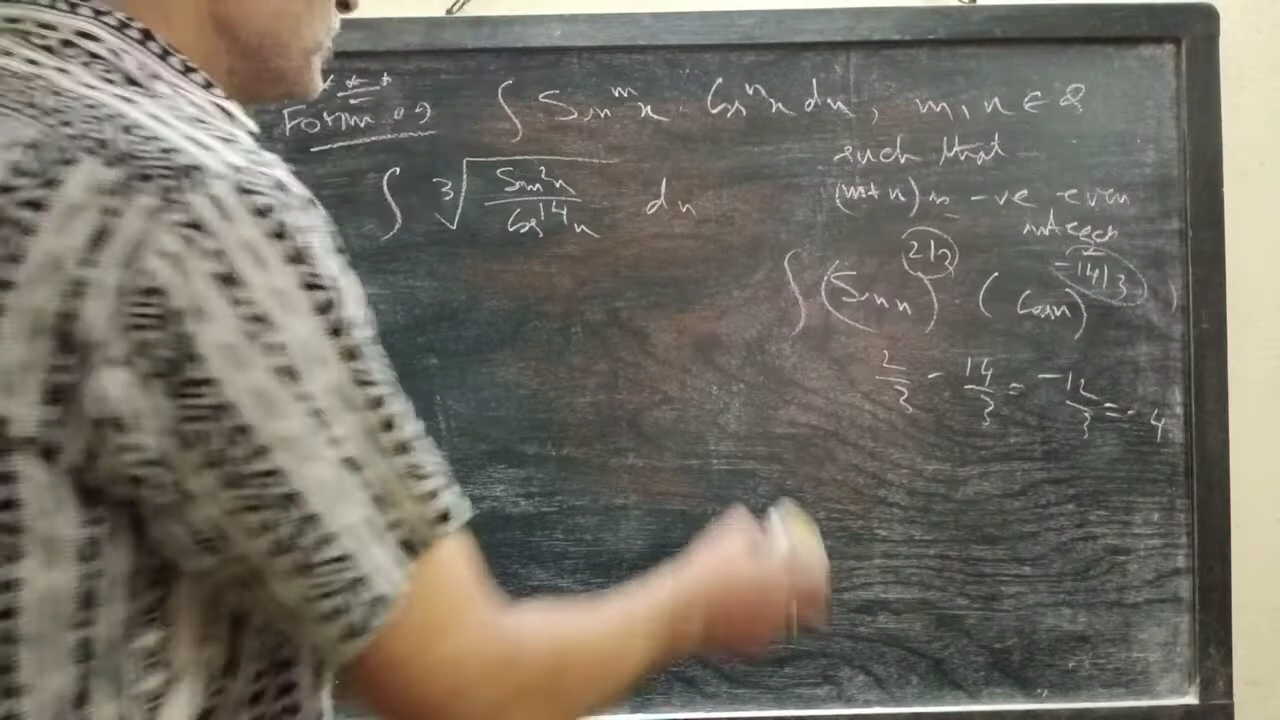 Form 09
∫ Sin^m x · Cos^n x dx, m, n ∈ Q
such that
(m+n) is -ve even
integer
∫ ∛(Sin²x / Cos¹⁴x) dx
∫ (Sin x)^(2/3) (Cos x)^(-14/3)
2/3 - 14/3 = -12/3 = -4